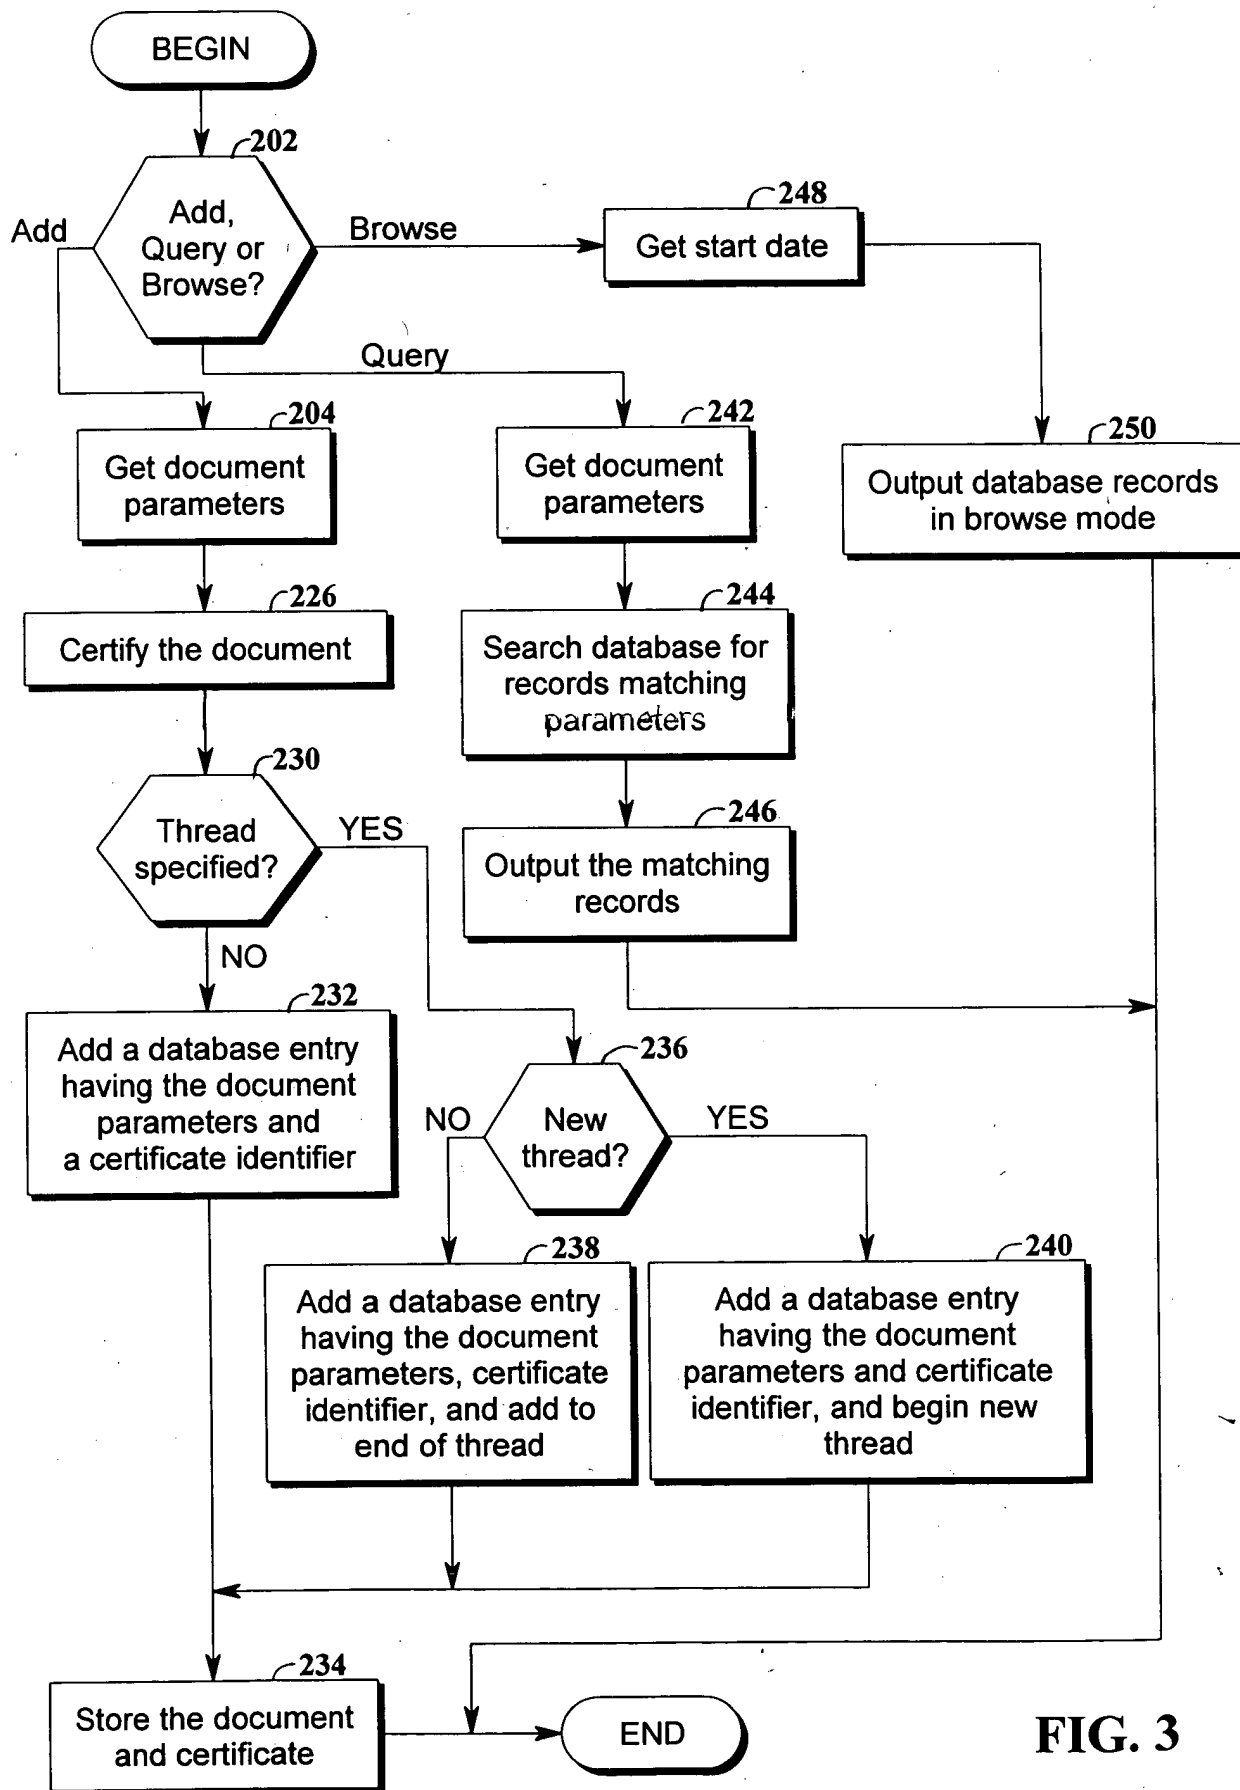 BEGIN
202
Add,
Query or
Browse?
Add
Browse
Query
248
Get start date
204
Get document
parameters
242
Get document
parameters
250
Output database records
in browse mode
226
Certify the document
244
Search database for
records matching
parameters
230
Thread
specified?
YES
NO
246
Output the matching
records
232
Add a database entry
having the document
parameters and
a certificate identifier
236
New
thread?
NO
YES
238
Add a database entry
having the document
parameters, certificate
identifier, and add to
end of thread
240
Add a database entry
having the document
parameters and certificate
identifier, and begin new
thread
234
Store the document
and certificate
END
FIG. 3